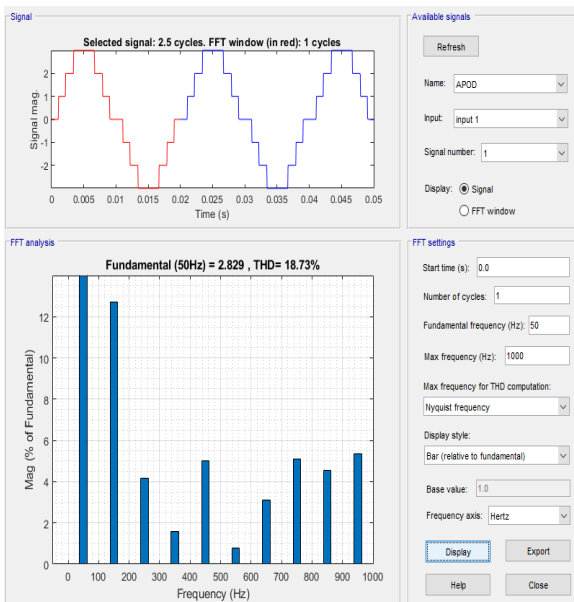 Signal
Selected signal: 2.5 cycles. FFT window (in red): 1 cycles
Signal mag.
2
1
0
-1
-2
0 0.005 0.01 0.015 0.02 0.025 0.03 0.035 0.04 0.045 0.05
Time (s)
FFT analysis
Fundamental (50Hz) = 2.829 , THD= 18.73%
Mag (% of Fundamental)
12
10
8
6
4
2
0
0 100 200 300 400 500 600 700 800 900 1000
Frequency (Hz)
Available signals
Refresh
Name: APOD
Input: input 1
Signal number: 1
Display: Signal
FFT window
FFT settings
Start time (s): 0.0
Number of cycles: 1
Fundamental frequency (Hz): 50
Max frequency (Hz): 1000
Max frequency for THD computation:
Nyquist frequency
Display style:
Bar (relative to fundamental)
Base value: 1.0
Frequency axis: Hertz
Display Export
Help Close